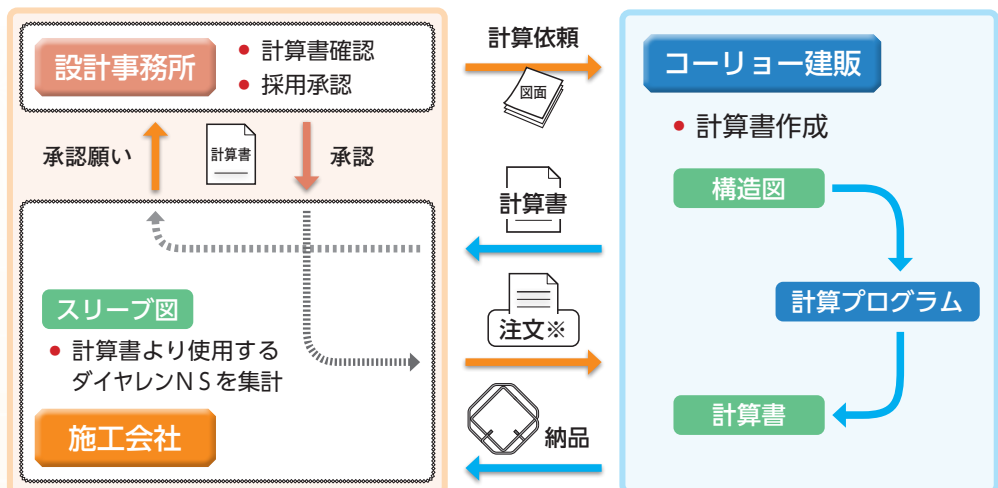 設計事務所
• 計算書確認
• 採用承認
承認願い
計算書
承認
スリーブ図
• 計算書より使用する
ダイヤレンNSを集計
施工会社
計算依頼
図面
計算書
注文※
納品
コーリョー建販
• 計算書作成
構造図
計算プログラム
計算書